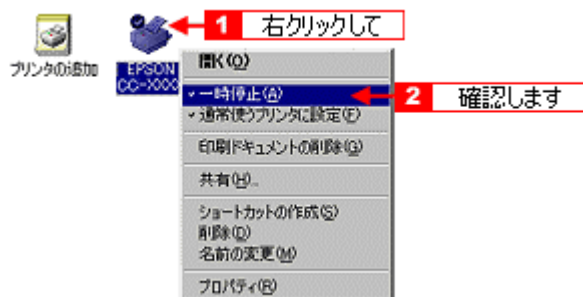 1 右クリックして
プリンタの追加
EPSON
CC-XXXX
開く(O)
一時停止(A)
2 確認します
通常使うプリンタに設定(F)
印刷ドキュメントの削除(G)
共有(H)...
ショートカットの作成(S)
削除(D)
名前の変更(M)
プロパティ(R)